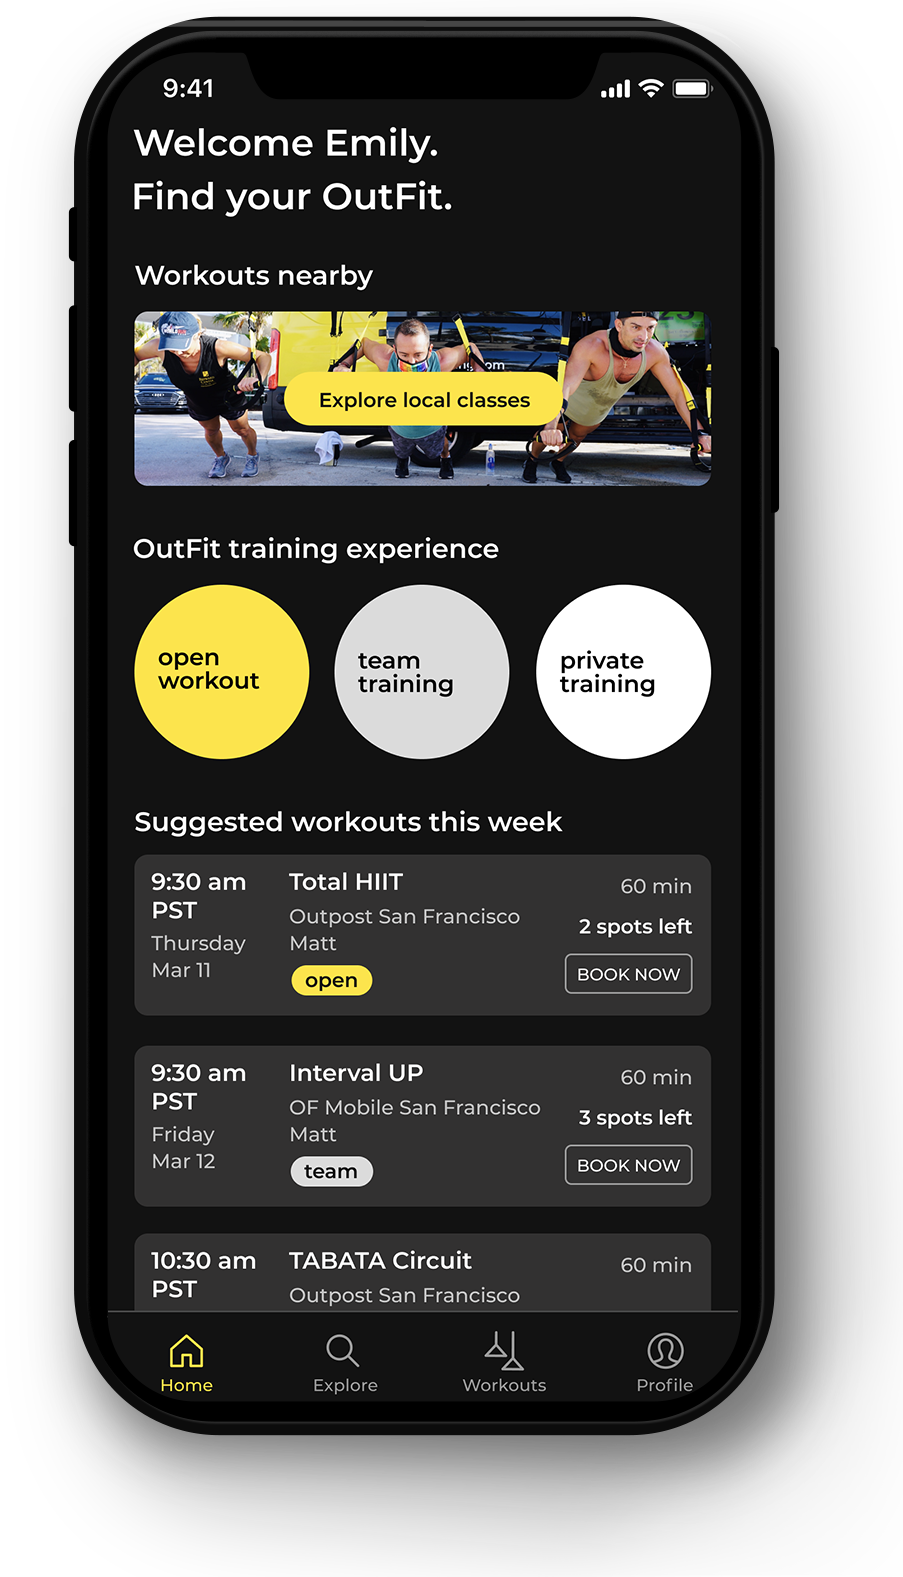 9:41
Welcome Emily.
Find your OutFit.
Workouts nearby
Explore local classes
OutFit training experience
open
workout
team
training
private
training
Suggested workouts this week
9:30 am
PST
Thursday
Mar 11
Total HIIT
Outpost San Francisco
Matt
open
60 min
2 spots left
BOOK NOW
9:30 am
PST
Friday
Mar 12
Interval UP
OF Mobile San Francisco
Matt
team
60 min
3 spots left
BOOK NOW
10:30 am
PST
TABATA Circuit
Outpost San Francisco
60 min
Home
Explore
Workouts
Profile